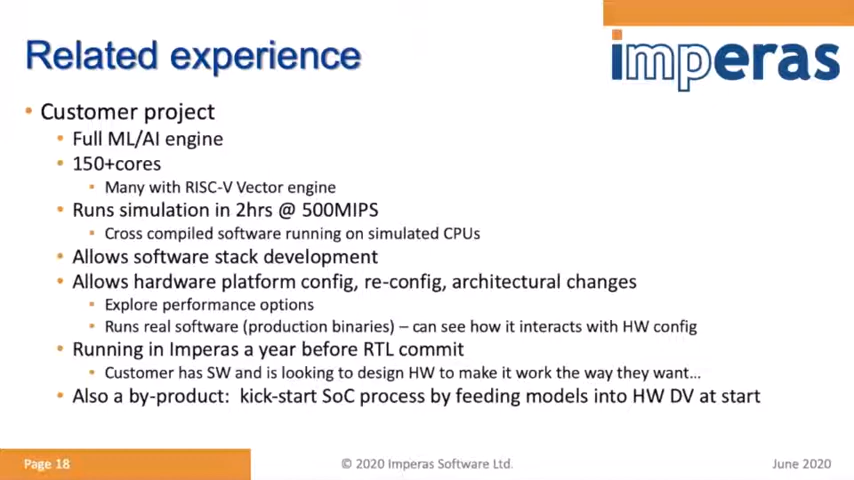 Related experience
imperas
• Customer project
• Full ML/AI engine
• 150+cores
• Many with RISC-V Vector engine
• Runs simulation in 2hrs @ 500MIPS
• Cross compiled software running on simulated CPUs
• Allows software stack development
• Allows hardware platform config, re-config, architectural changes
• Explore performance options
• Runs real software (production binaries) – can see how it interacts with HW config
• Running in Imperas a year before RTL commit
• Customer has SW and is looking to design HW to make it work the way they want…
• Also a by-product: kick-start SoC process by feeding models into HW DV at start
Page 18
© 2020 Imperas Software Ltd.
June 2020